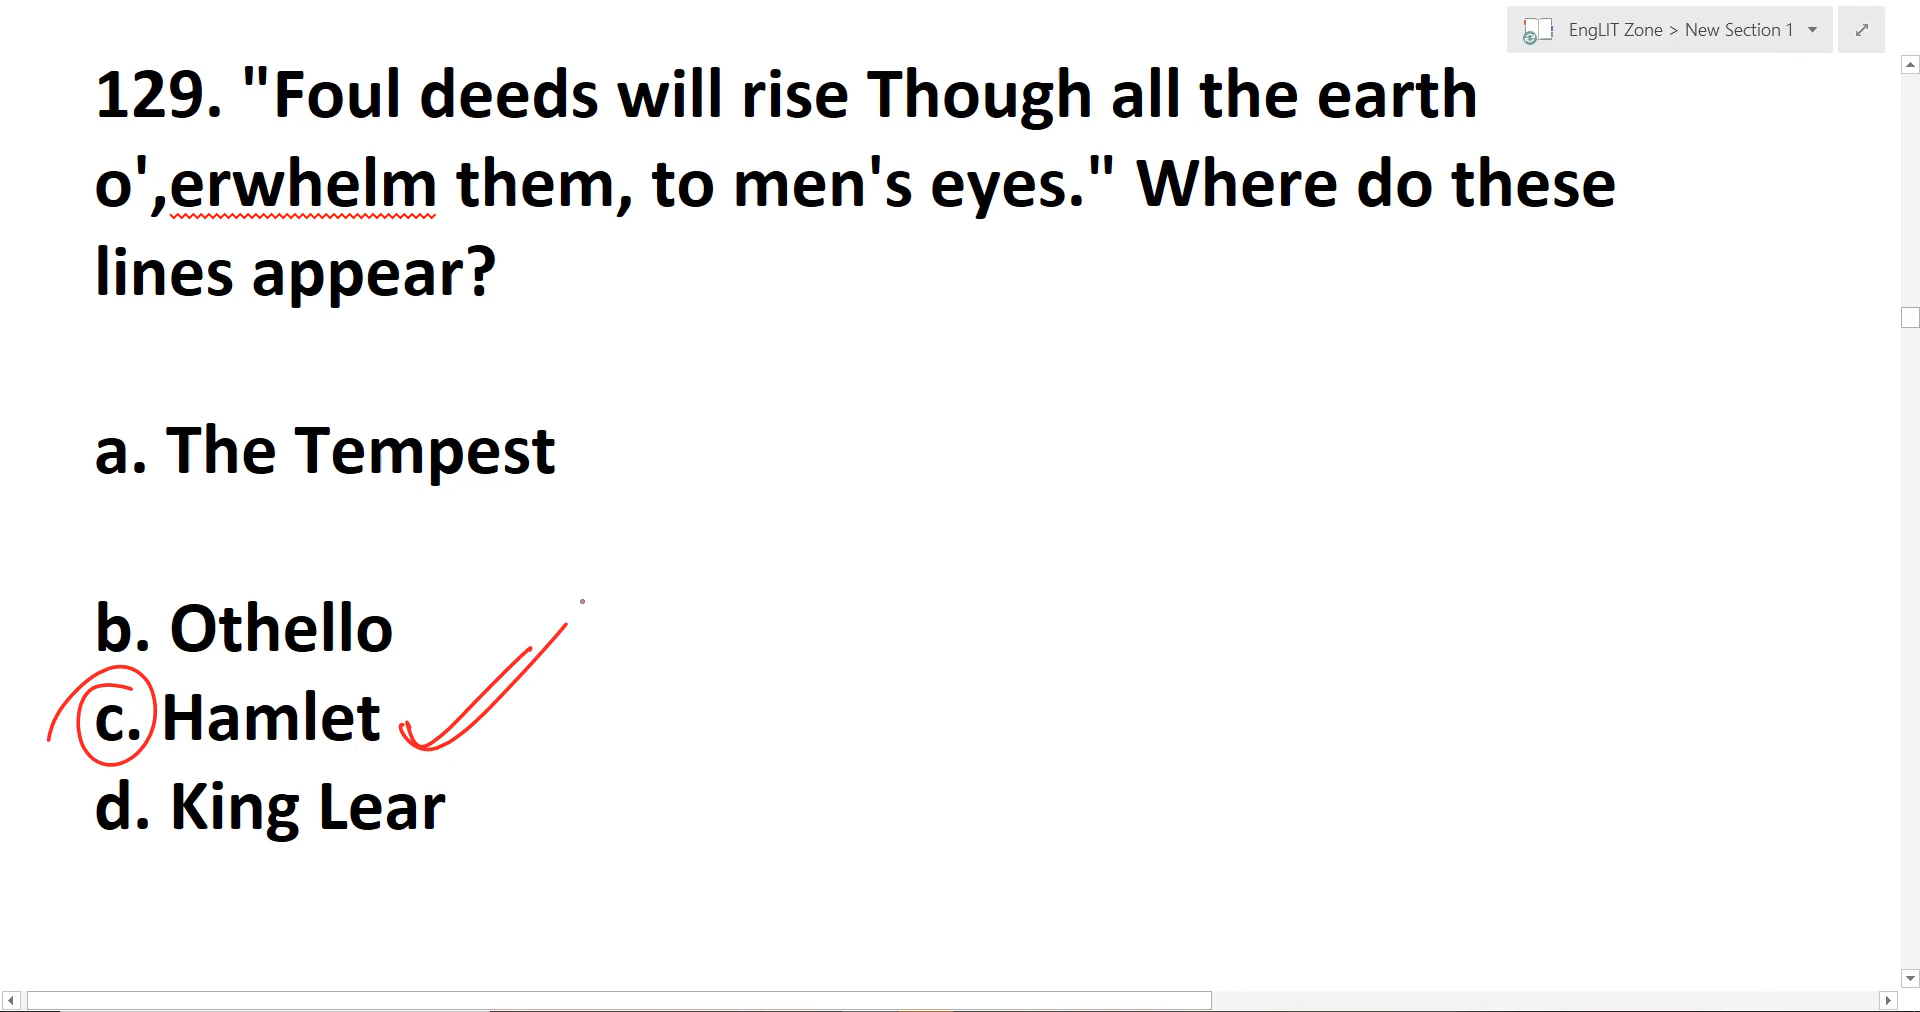 EngLIT Zone > New Section 1
129. "Foul deeds will rise Though all the earth
o',erwhelm them, to men's eyes." Where do these
lines appear?
a. The Tempest
b. Othello
c. Hamlet
d. King Lear